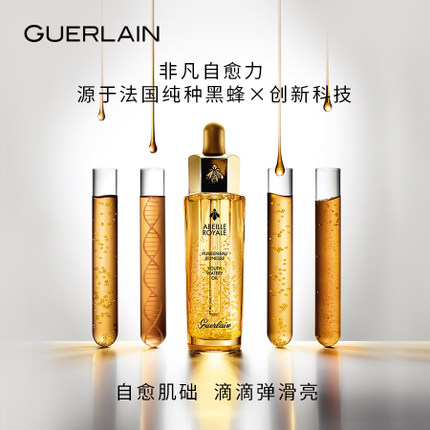 GUERLAIN
非凡自愈力
源于法国纯种黑蜂×创新科技
ABEILLE
ROYALE
YOUTH
WATERY
OIL
Guerlain
自愈肌础 滴滴弹滑亮